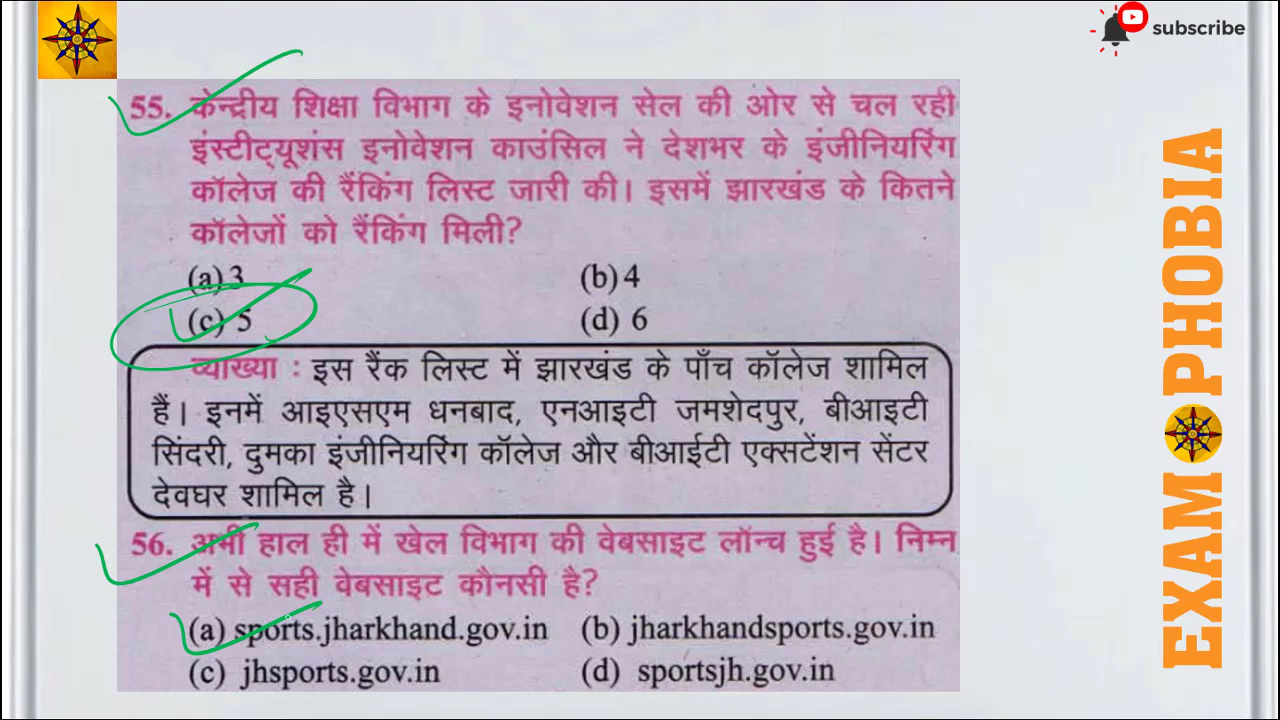 subscribe
55. केन्द्रीय शिक्षा विभाग के इनोवेशन सेल की ओर से चल रही
इंस्टीट्यूशंस इनोवेशन काउंसिल ने देशभर के इंजीनियरिंग
कॉलेज की रैंकिंग लिस्ट जारी की। इसमें झारखंड के कितने
कॉलेजों को रैंकिंग मिली?
(a) 3 (b) 4
(c) 5 (d) 6
व्याख्या : इस रैंक लिस्ट में झारखंड के पाँच कॉलेज शामिल
हैं। इनमें आइएसएम धनबाद, एनआइटी जमशेदपुर, बीआइटी
सिंदरी, दुमका इंजीनियरिंग कॉलेज और बीआईटी एक्सटेंशन सेंटर
देवघर शामिल है।
56. अभी हाल ही में खेल विभाग की वेबसाइट लॉन्च हुई है। निम्न
में से सही वेबसाइट कौनसी है?
(a) sports.jharkhand.gov.in (b) jharkhandsports.gov.in
(c) jhsports.gov.in (d) sportsjh.gov.in
EXAM PHOBIA